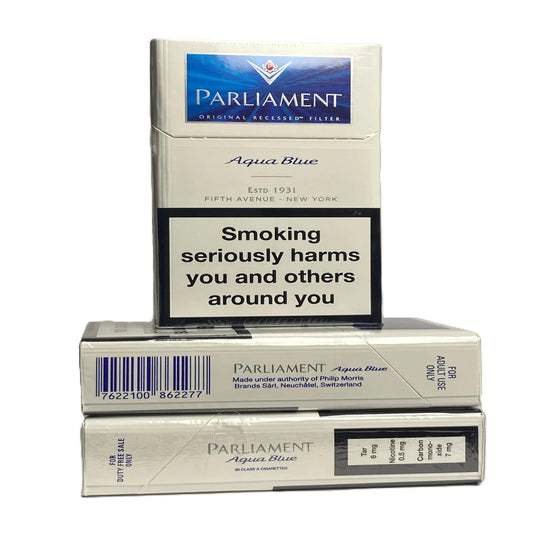 PARLIAMENT
ORIGINAL RECESSED™ FILTER
Aqua Blue
ESTD 1931
FIFTH AVENUE - NEW YORK
Smoking
seriously harms
you and others
around you
7622100 862277
PARLIAMENT Aqua Blue
Made under authority of Philip Morris
Brands Sàrl, Neuchâtel, Switzerland
FOR
ADULT USE
ONLY
FOR
DUTY FREE SALE
ONLY
PARLIAMENT
Aqua Blue
20 CLASS A CIGARETTES
Tar
6 mg
Nicotine
0.5 mg
Carbon
mono-
xide
7 mg